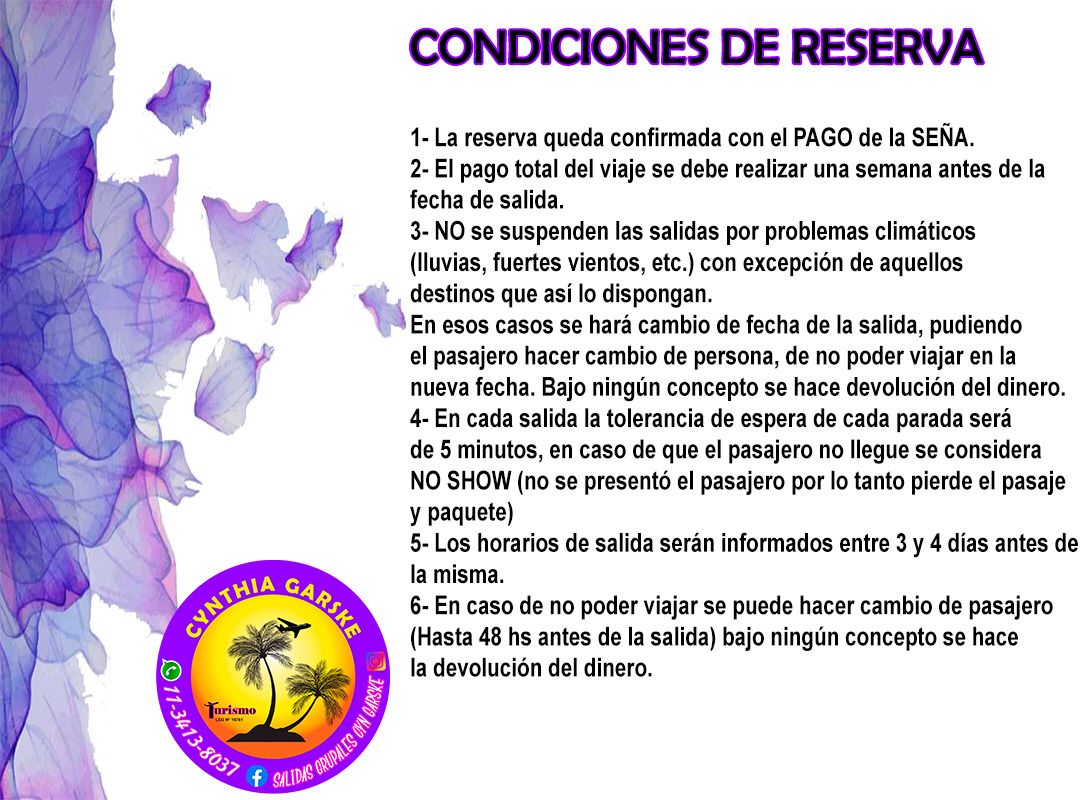 CONDICIONES DE RESERVA
1- La reserva queda confirmada con el PAGO de la SEÑA.
2- El pago total del viaje se debe realizar una semana antes de la
fecha de salida.
3- NO se suspenden las salidas por problemas climáticos
(lluvias, fuertes vientos, etc.) con excepción de aquellos
destinos que así lo dispongan.
En esos casos se hará cambio de fecha de la salida, pudiendo
el pasajero hacer cambio de persona, de no poder viajar en la
nueva fecha. Bajo ningún concepto se hace devolución del dinero.
4- En cada salida la tolerancia de espera de cada parada será
de 5 minutos, en caso de que el pasajero no llegue se considera
NO SHOW (no se presentó el pasajero por lo tanto pierde el pasaje
y paquete)
5- Los horarios de salida serán informados entre 3 y 4 días antes de
la misma.
6- En caso de no poder viajar se puede hacer cambio de pasajero
(Hasta 48 hs antes de la salida) bajo ningún concepto se hace
la devolución del dinero.
CYNTHIA GARSKE
Turismo
LEG Nº 16761
11-3413-8037
SALIDAS GRUPALES CYN GARSKE